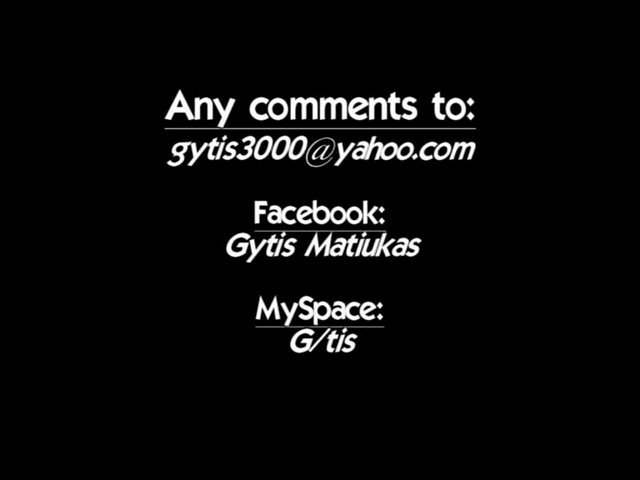 Any comments to:
gytis3000@yahoo.com
Facebook:
Gytis Matiukas
MySpace:
G/tis